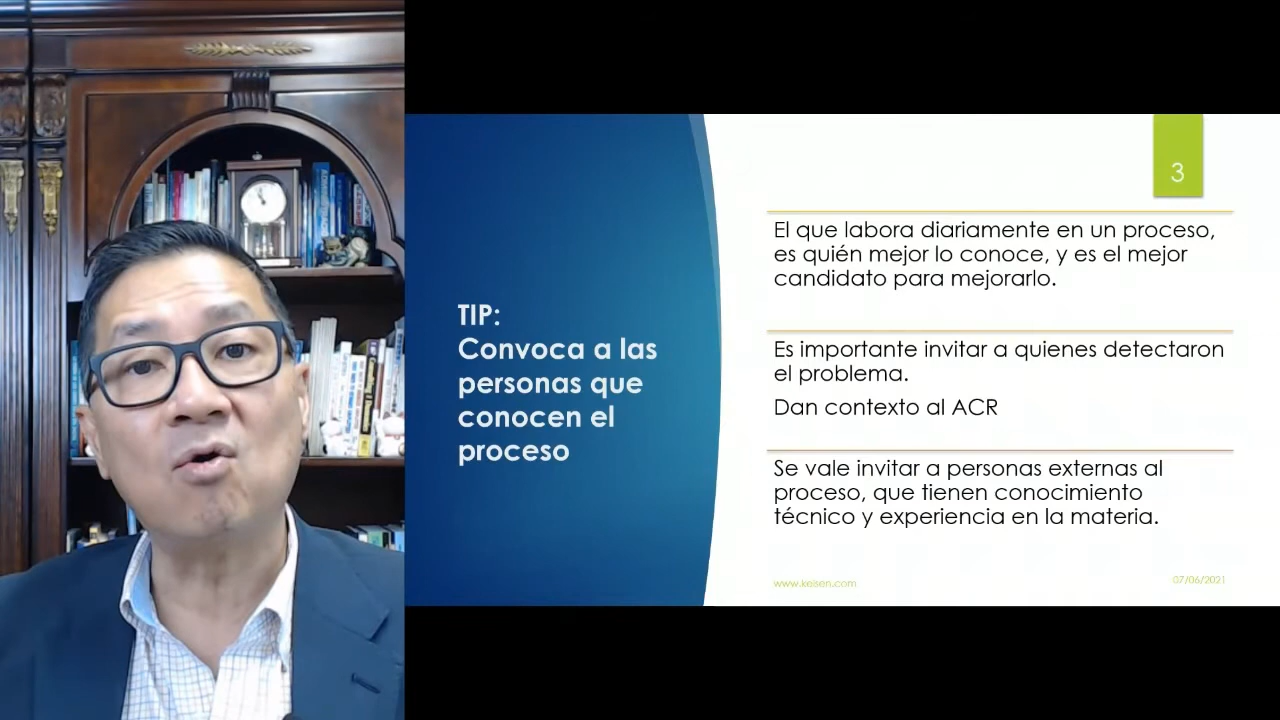 3
TIP:
Convoca a las
personas que
conocen el
proceso
El que labora diariamente en un proceso,
es quién mejor lo conoce, y es el mejor
candidato para mejorarlo.
Es importante invitar a quienes detectaron
el problema.
Dan contexto al ACR
Se vale invitar a personas externas al
proceso, que tienen conocimiento
técnico y experiencia en la materia.
www.keisen.com
07/06/2021